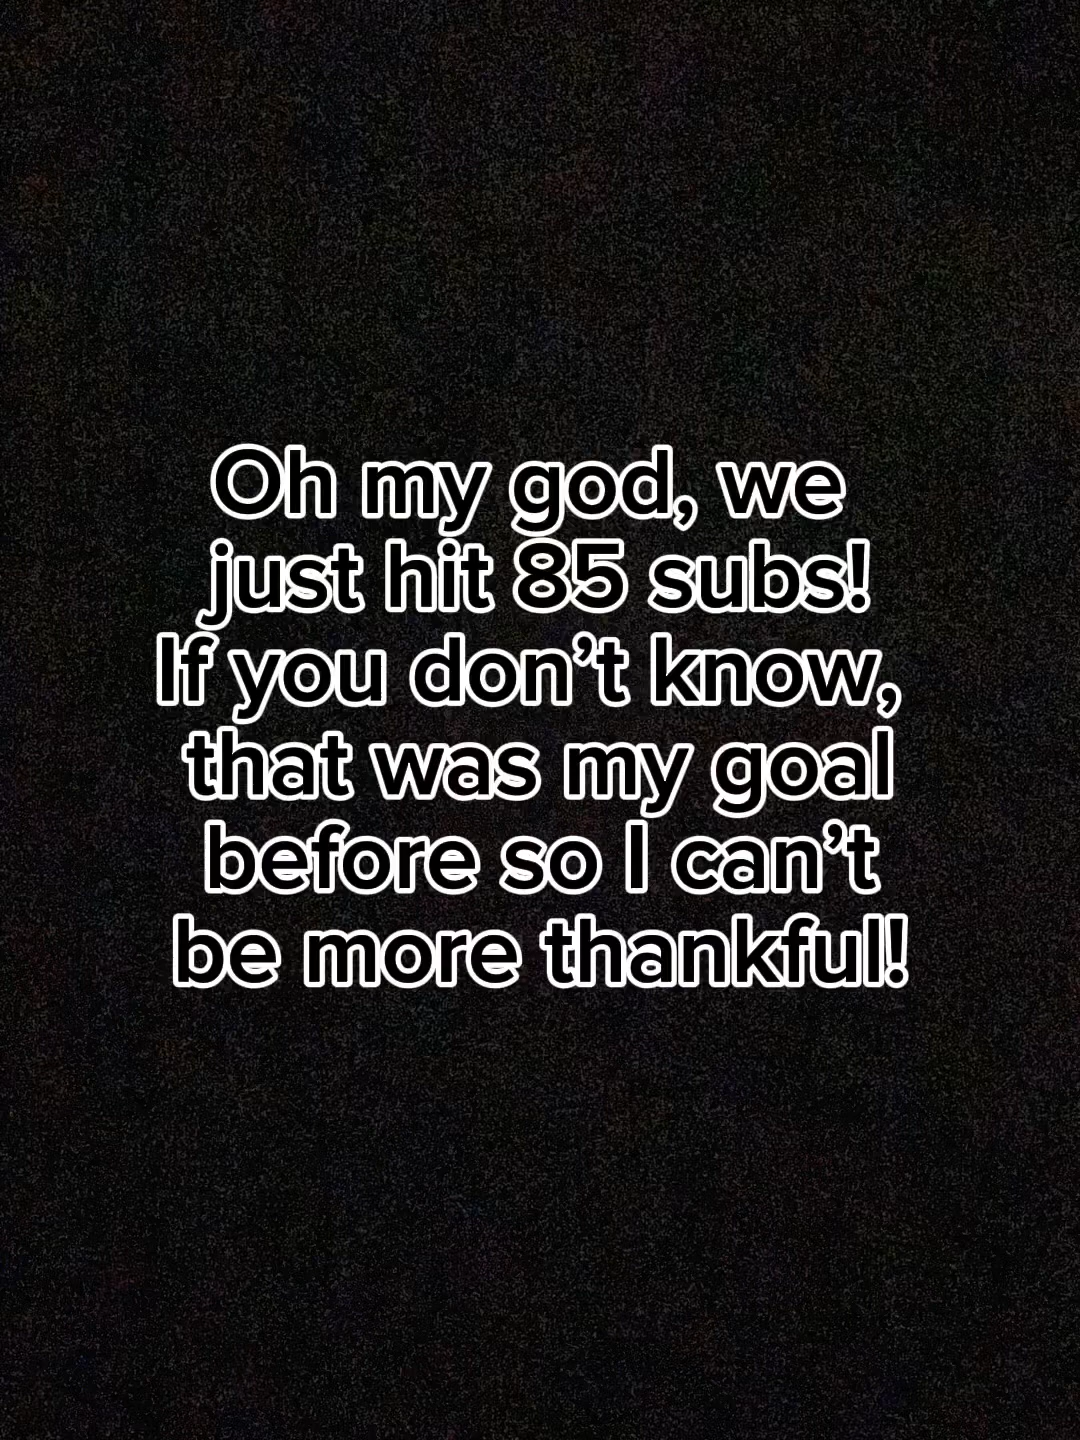 Oh my god, we
just hit 85 subs!
If you don’t know,
that was my goal
before so I can’t
be more thankful!